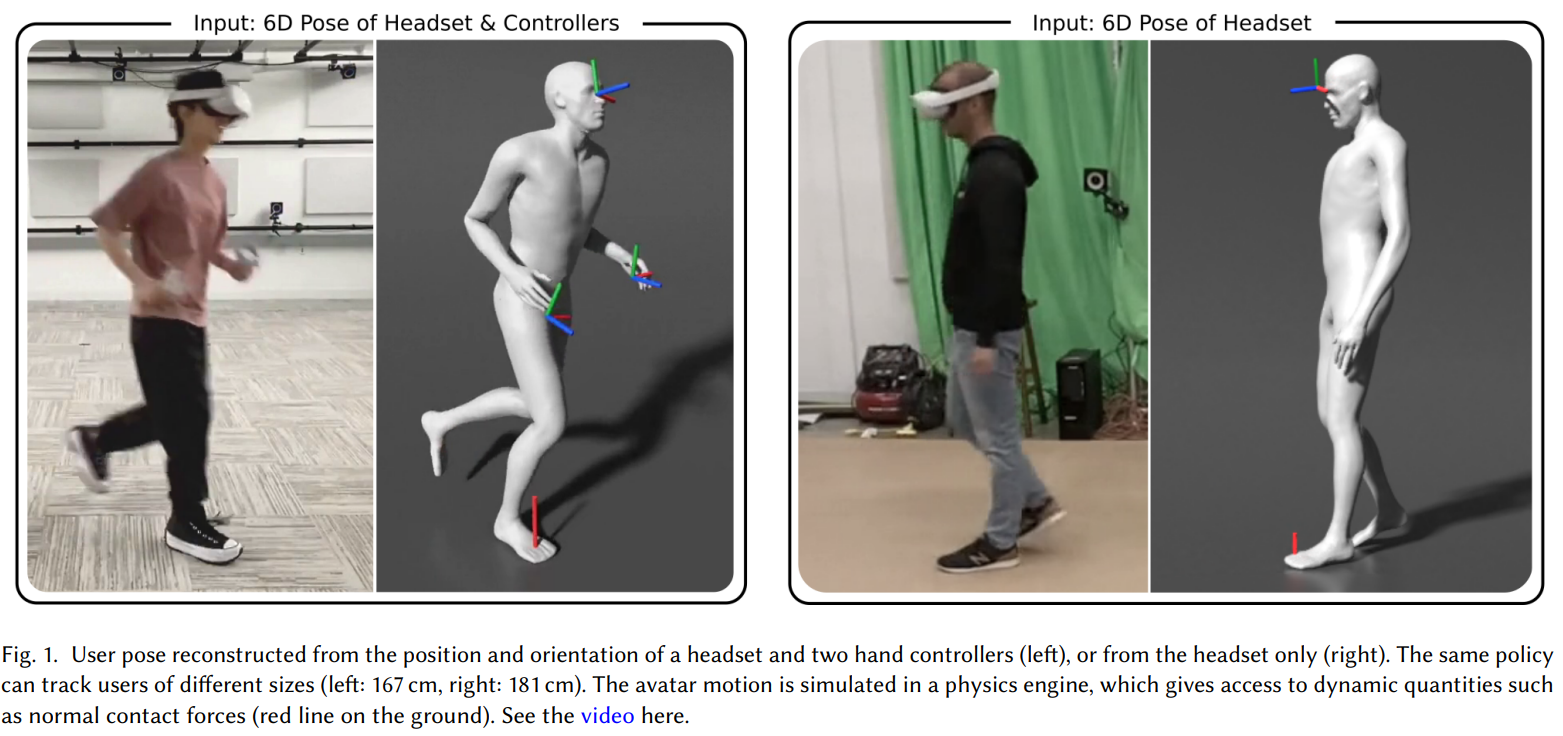 Input: 6D Pose of Headset & Controllers
Input: 6D Pose of Headset
N
Fig. 1. User pose reconstructed from the position and orientation of a headset and two hand controllers (left), or from the headset only (right). The same policy
can track users of different sizes (left: 167 cm, right: 181 cm). The avatar motion is simulated in a physics engine, which gives access to dynamic quantities such
as normal contact forces (red line on the ground). See the video here.